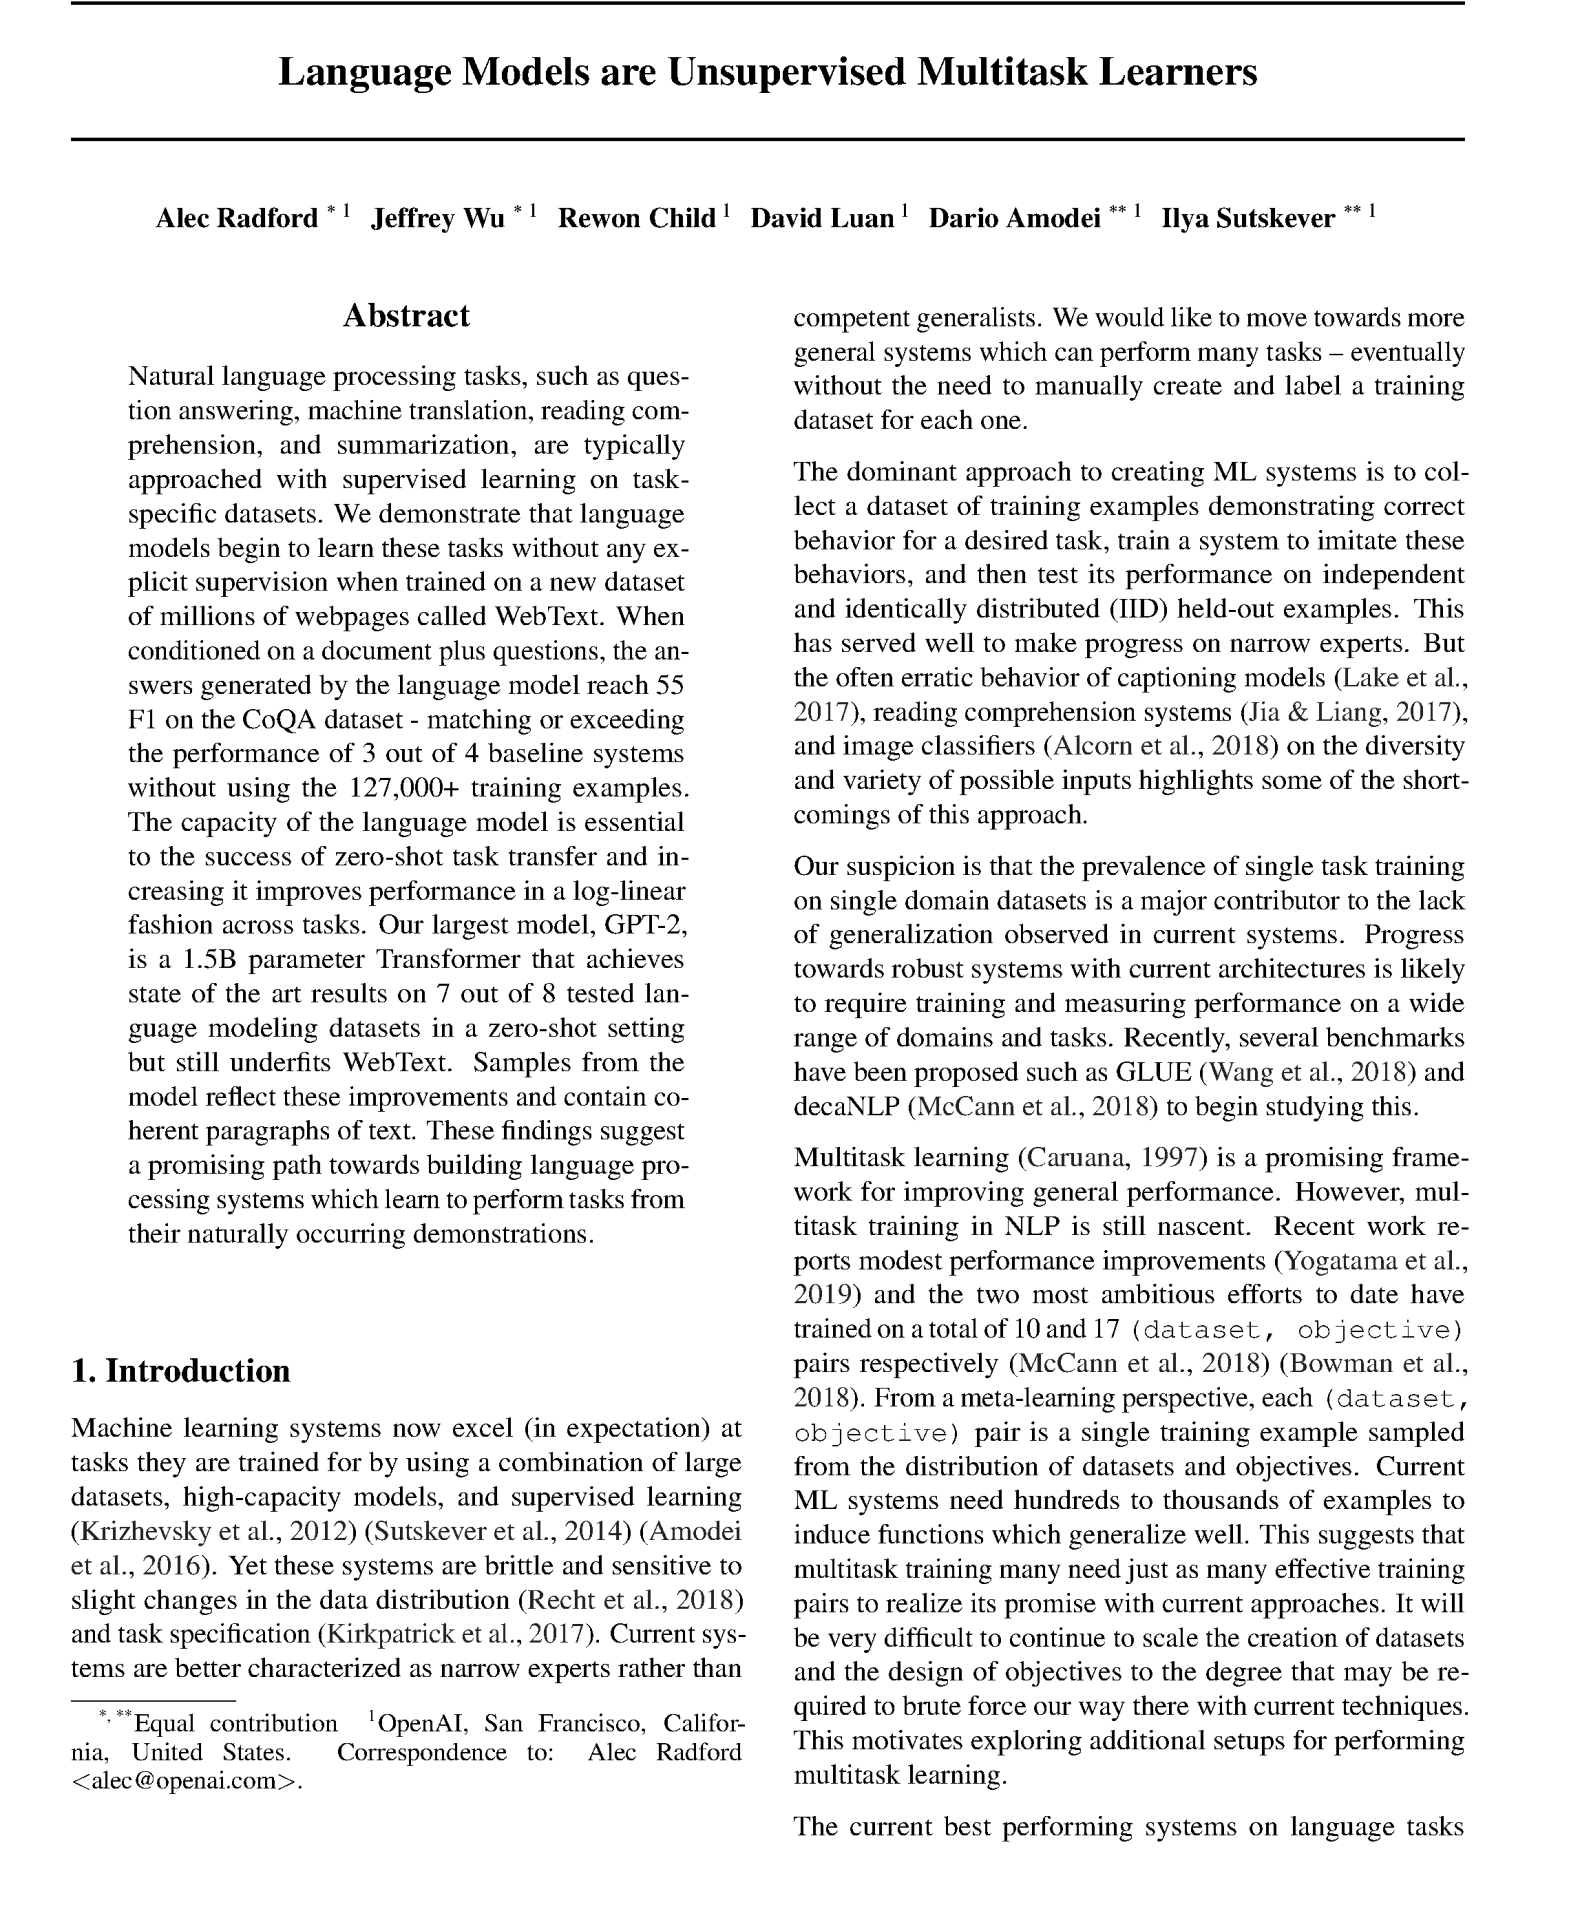 Language Models are Unsupervised Multitask Learners
Alec Radford * 1 Jeffrey Wu * 1 Rewon Child 1 David Luan 1 Dario Amodei ** 1 Ilya Sutskever ** 1
Abstract
Natural language processing tasks, such as ques-
tion answering, machine translation, reading com-
prehension, and summarization, are typically
approached with supervised learning on task-
specific datasets. We demonstrate that language
models begin to learn these tasks without any ex-
plicit supervision when trained on a new dataset
of millions of webpages called WebText. When
conditioned on a document plus questions, the an-
swers generated by the language model reach 55
F1 on the CoQA dataset - matching or exceeding
the performance of 3 out of 4 baseline systems
without using the 127,000+ training examples.
The capacity of the language model is essential
to the success of zero-shot task transfer and in-
creasing it improves performance in a log-linear
fashion across tasks. Our largest model, GPT-2,
is a 1.5B parameter Transformer that achieves
state of the art results on 7 out of 8 tested lan-
guage modeling datasets in a zero-shot setting
but still underfits WebText. Samples from the
model reflect these improvements and contain co-
herent paragraphs of text. These findings suggest
a promising path towards building language pro-
cessing systems which learn to perform tasks from
their naturally occurring demonstrations.
1. Introduction
Machine learning systems now excel (in expectation) at
tasks they are trained for by using a combination of large
datasets, high-capacity models, and supervised learning
(Krizhevsky et al., 2012) (Sutskever et al., 2014) (Amodei
et al., 2016). Yet these systems are brittle and sensitive to
slight changes in the data distribution (Recht et al., 2018)
and task specification (Kirkpatrick et al., 2017). Current sys-
tems are better characterized as narrow experts rather than
*, **Equal contribution 1OpenAI, San Francisco, Califor-
nia, United States. Correspondence to: Alec Radford
<alec@openai.com>.
competent generalists. We would like to move towards more
general systems which can perform many tasks – eventually
without the need to manually create and label a training
dataset for each one.
The dominant approach to creating ML systems is to col-
lect a dataset of training examples demonstrating correct
behavior for a desired task, train a system to imitate these
behaviors, and then test its performance on independent
and identically distributed (IID) held-out examples. This
has served well to make progress on narrow experts. But
the often erratic behavior of captioning models (Lake et al.,
2017), reading comprehension systems (Jia & Liang, 2017),
and image classifiers (Alcorn et al., 2018) on the diversity
and variety of possible inputs highlights some of the short-
comings of this approach.
Our suspicion is that the prevalence of single task training
on single domain datasets is a major contributor to the lack
of generalization observed in current systems. Progress
towards robust systems with current architectures is likely
to require training and measuring performance on a wide
range of domains and tasks. Recently, several benchmarks
have been proposed such as GLUE (Wang et al., 2018) and
decaNLP (McCann et al., 2018) to begin studying this.
Multitask learning (Caruana, 1997) is a promising frame-
work for improving general performance. However, mul-
titask training in NLP is still nascent. Recent work re-
ports modest performance improvements (Yogatama et al.,
2019) and the two most ambitious efforts to date have
trained on a total of 10 and 17 (dataset, objective)
pairs respectively (McCann et al., 2018) (Bowman et al.,
2018). From a meta-learning perspective, each (dataset,
objective) pair is a single training example sampled
from the distribution of datasets and objectives. Current
ML systems need hundreds to thousands of examples to
induce functions which generalize well. This suggests that
multitask training many need just as many effective training
pairs to realize its promise with current approaches. It will
be very difficult to continue to scale the creation of datasets
and the design of objectives to the degree that may be re-
quired to brute force our way there with current techniques.
This motivates exploring additional setups for performing
multitask learning.
The current best performing systems on language tasks